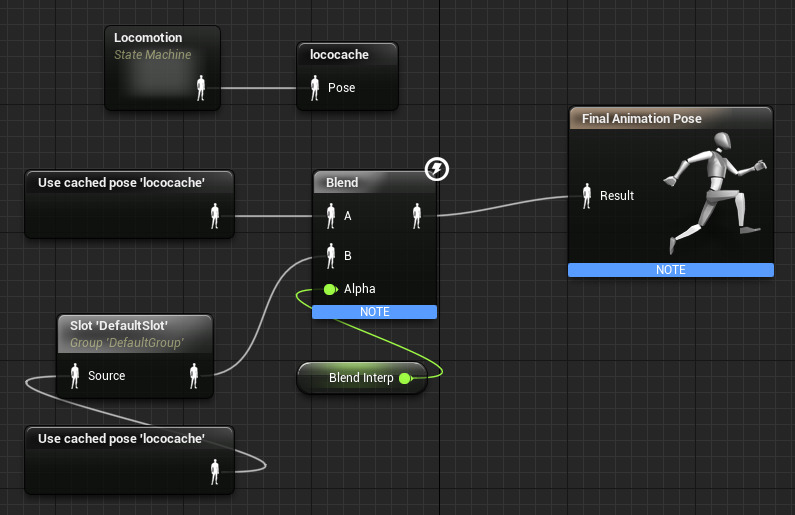 Locomotion
State Machine
lococache
Pose
Final Animation Pose
Result
NOTE
Use cached pose 'lococache'
Blend
A
B
Alpha
NOTE
Slot 'DefaultSlot'
Group 'DefaultGroup'
Source
Blend Interp
Use cached pose 'lococache'